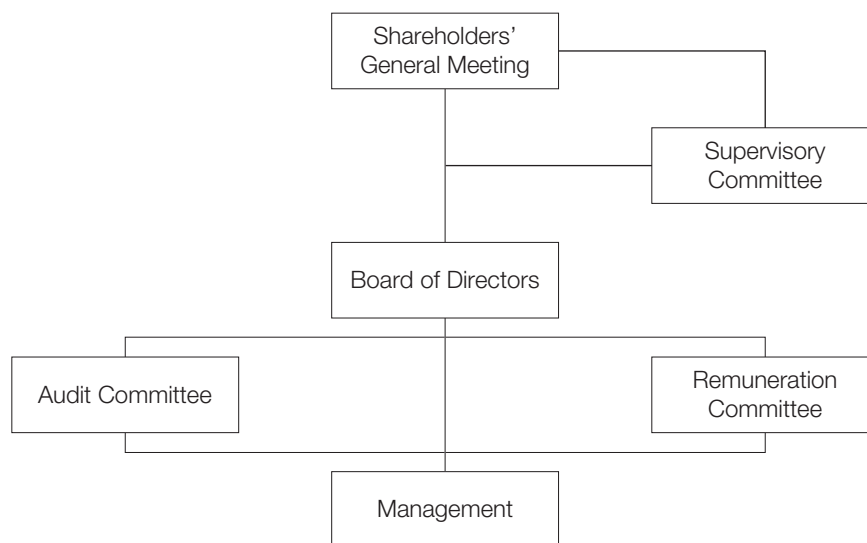 Shareholders’
General Meeting
Supervisory
Committee
Board of Directors
Audit Committee
Remuneration
Committee
Management